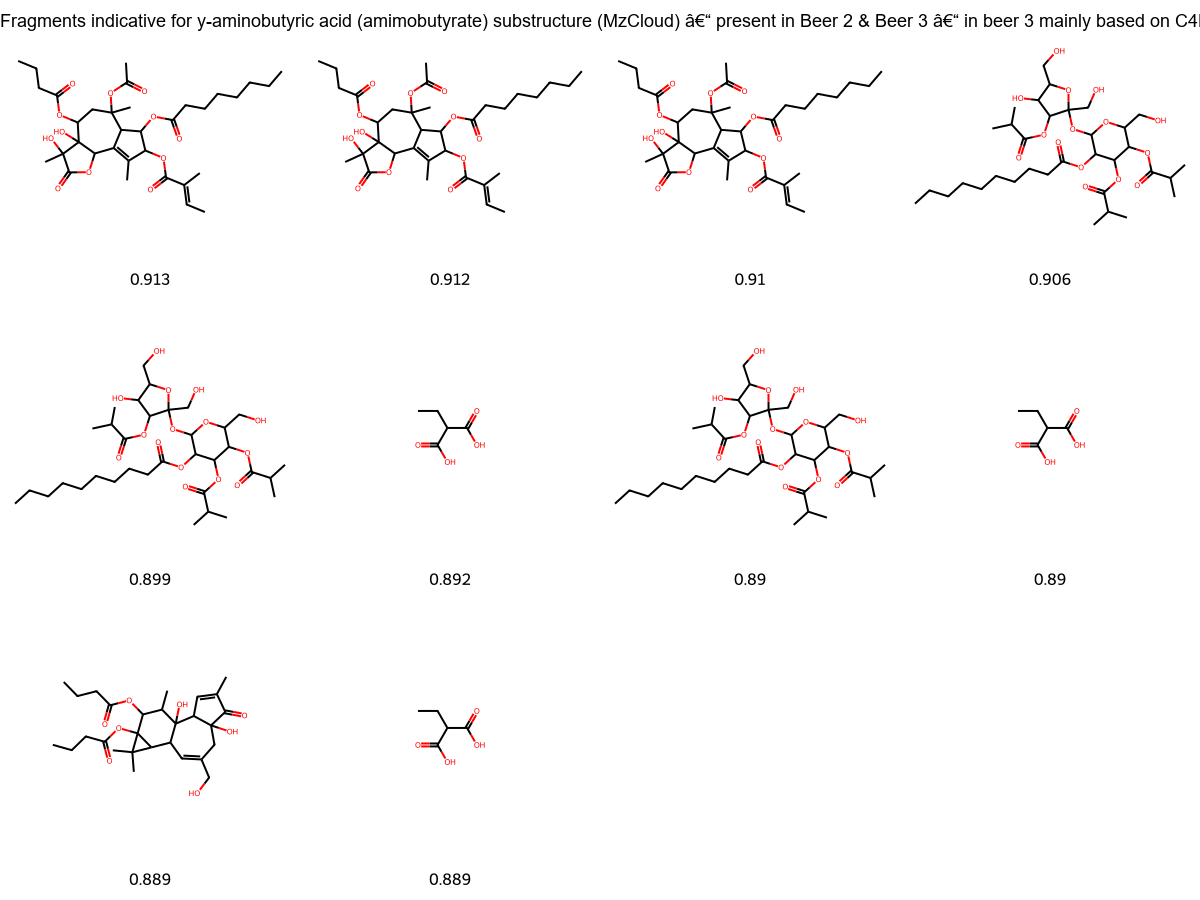 Fragments indicative for y-aminobutyric acid (amimobutyrate) substructure (MzCloud) â€“ present in Beer 2 & Beer 3 â€“ in beer 3 mainly based on C4
0.913 0.912 0.91 0.906
0.899 0.892 0.89 0.89
0.889 0.889